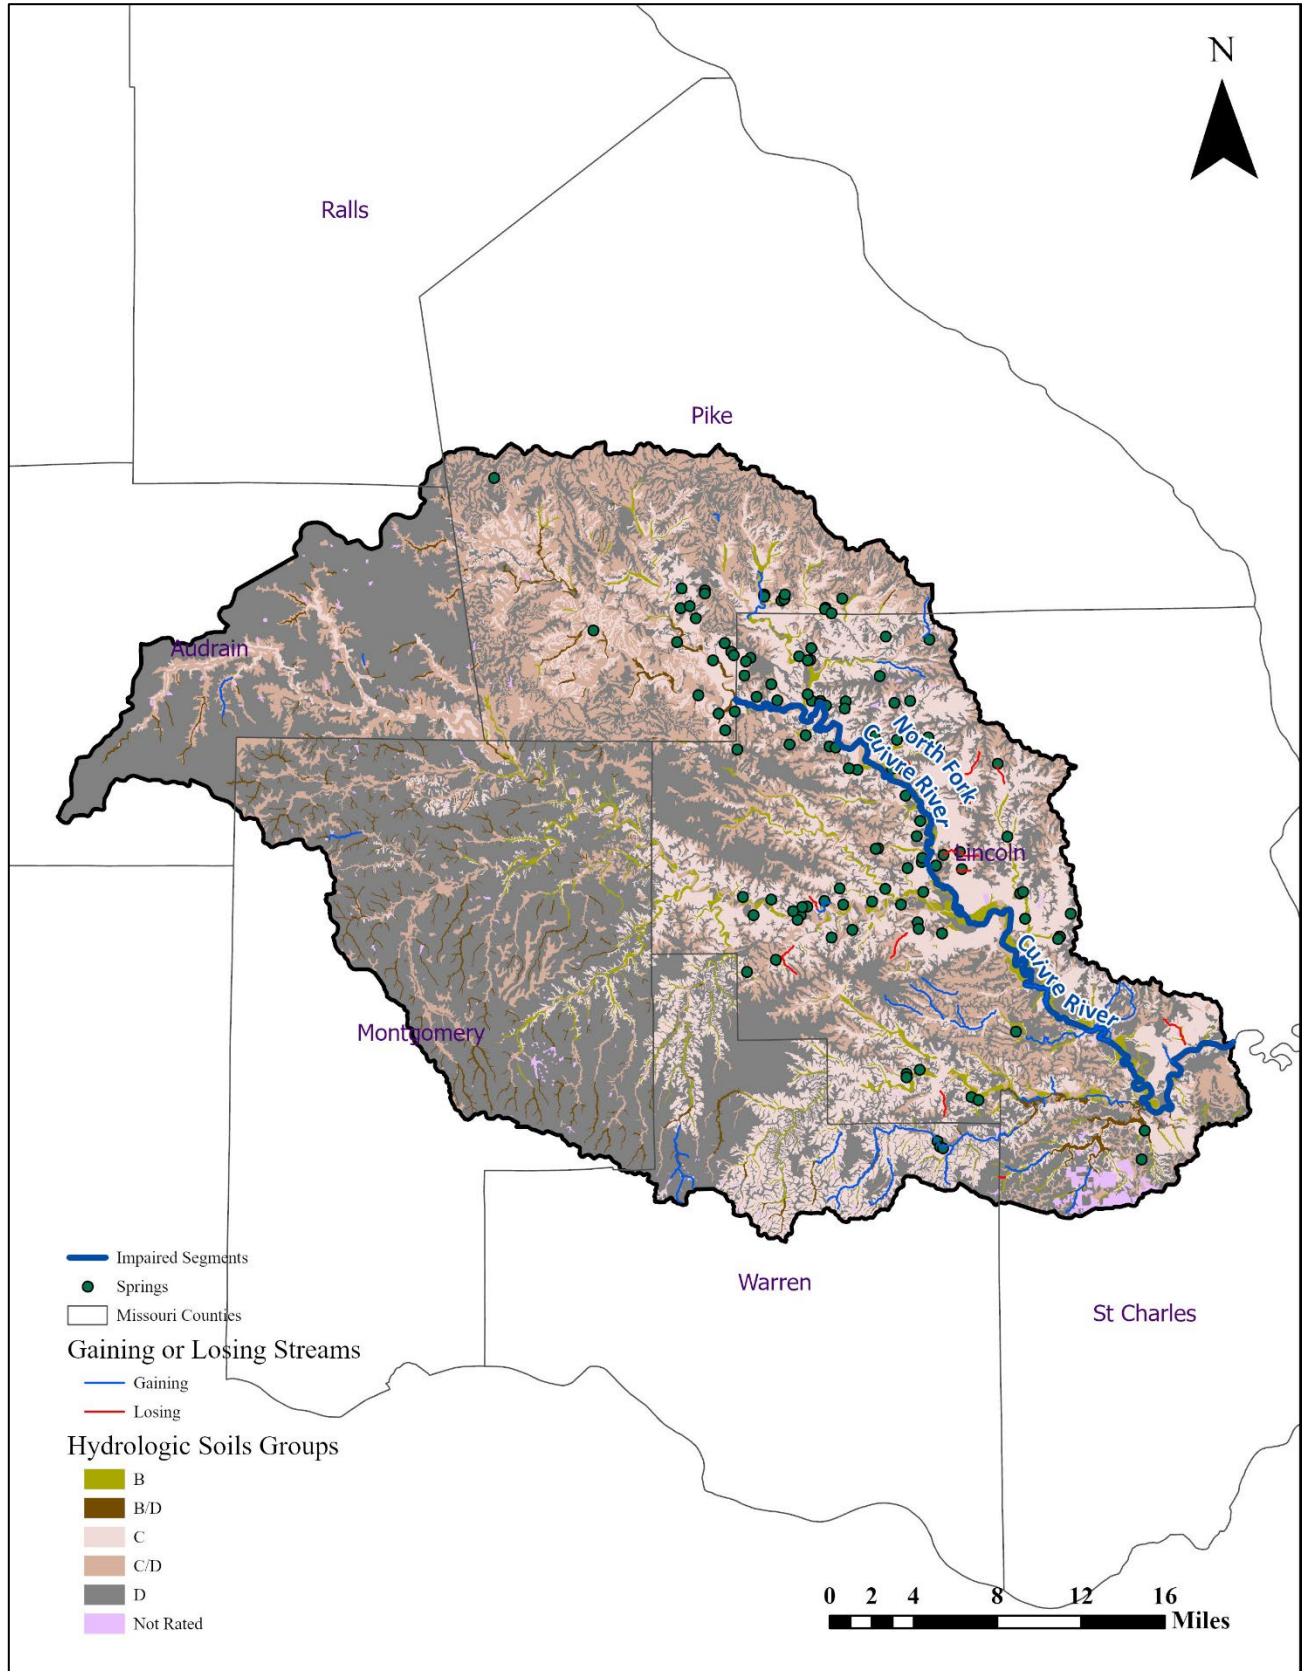 N
Ralls
Pike
Audrain
North Fork
Cuivre River
Lincoln
Cuivre River
Montgomery
Warren
St Charles
Impaired Segments
Springs
Missouri Counties
Gaining or Losing Streams
Gaining
Losing
Hydrologic Soils Groups
B
B/D
C
C/D
D
Not Rated
0 2 4 8 12 16
Miles